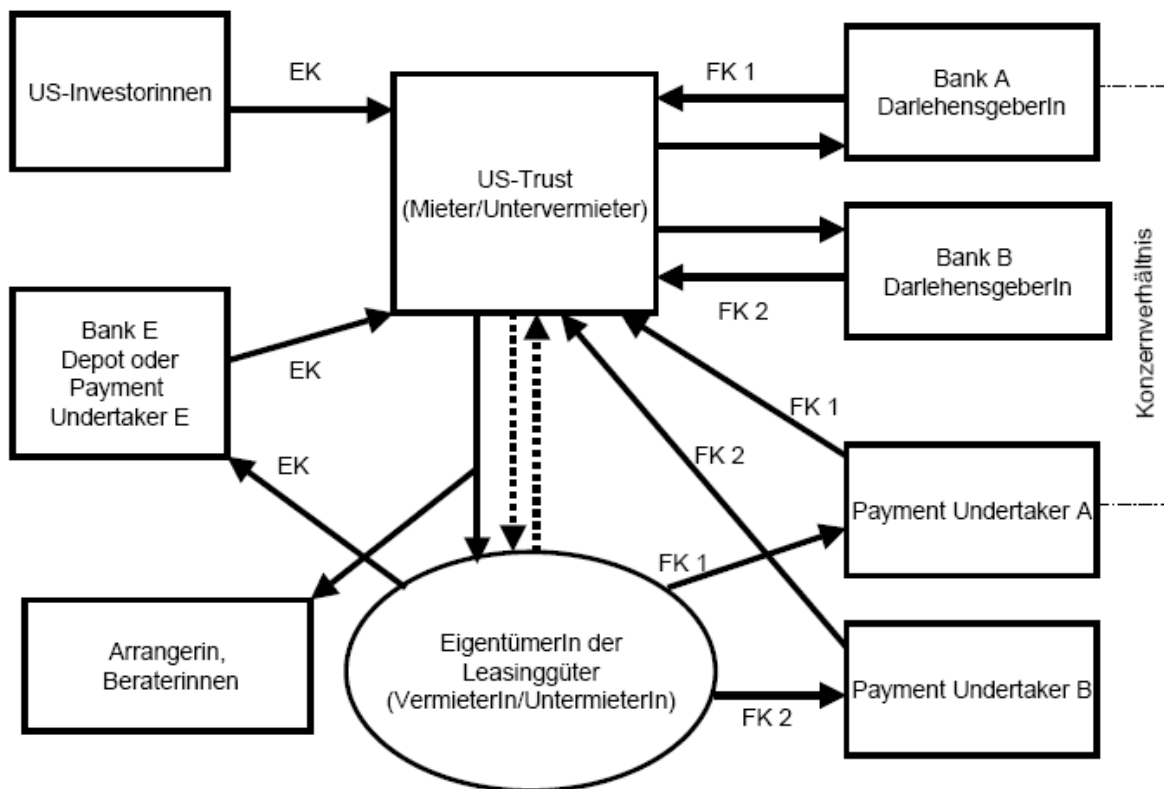 US-Investorinnen
EK
US-Trust
(Mieter/Untervermieter)
FK 1
Bank A
DarlehensgeberIn
Bank B
DarlehensgeberIn
FK 2
Konzernverhältnis
Bank E
Depot oder
Payment
Undertaker E
EK
EK
FK 1
FK 2
Payment Undertaker A
FK 1
Arrangerin,
Beraterinnen
EigentümerIn der
Leasinggüter
(VermieterIn/UntermieterIn)
FK 2
Payment Undertaker B